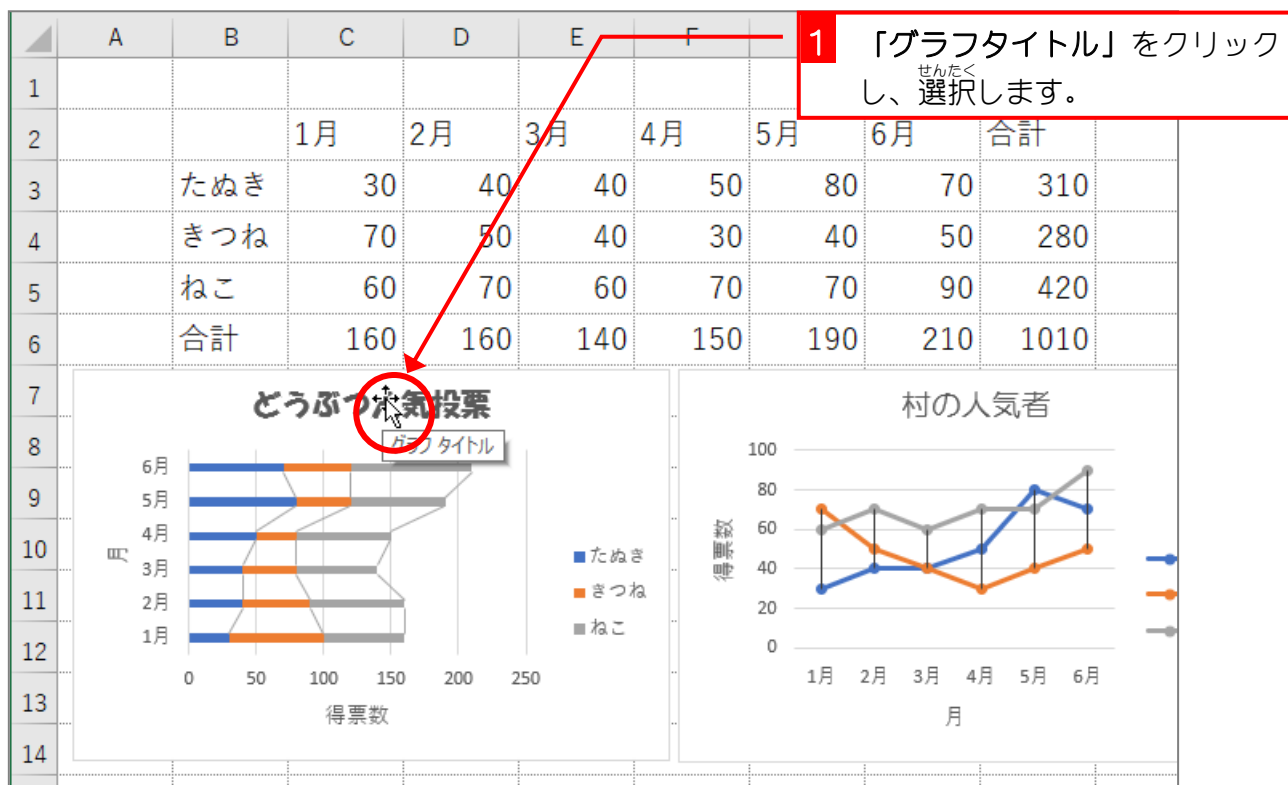 A B C D E F
1 「グラフタイトル」をクリック
し、選択します。
せんたく
1
2 1月 2月 3月 4月 5月 6月 合計
3 たぬき 30 40 40 50 80 70 310
4 きつね 70 50 40 30 40 50 280
5 ねこ 60 70 60 70 70 90 420
6 合計 160 160 140 150 190 210 1010
7
8
9
10
11
12
13
14
どうぶつ人気投票
グラフ タイトル
6月
5月
4月
3月
2月
1月
月
0 50 100 150 200 250
得票数
たぬき
きつね
ねこ
村の人気者
100
80
60
40
20
0
得票数
1月 2月 3月 4月 5月 6月
月